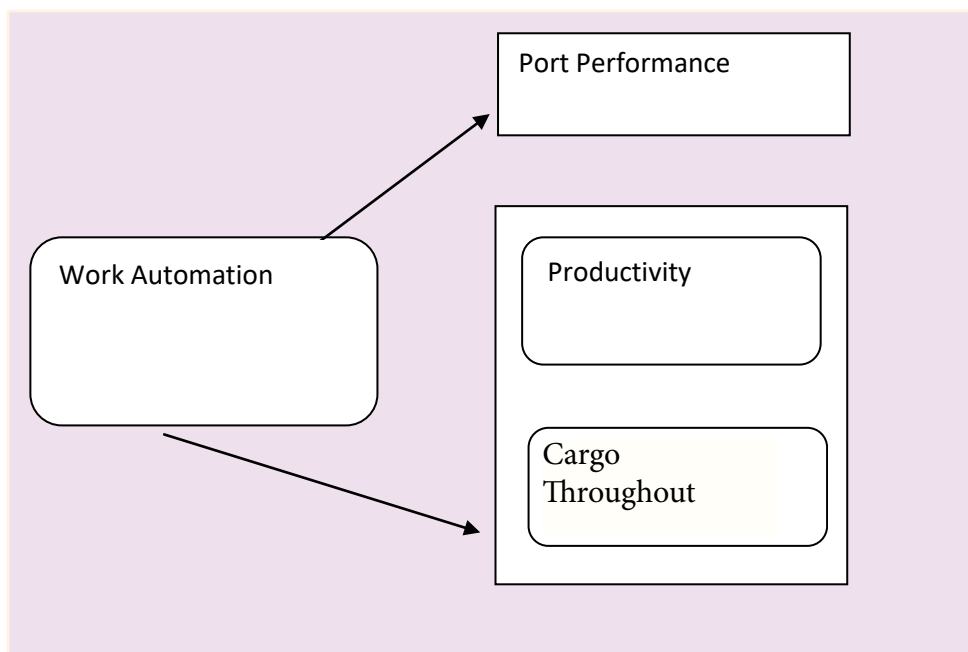 Port Performance
Work Automation
Productivity
Cargo
Throughout